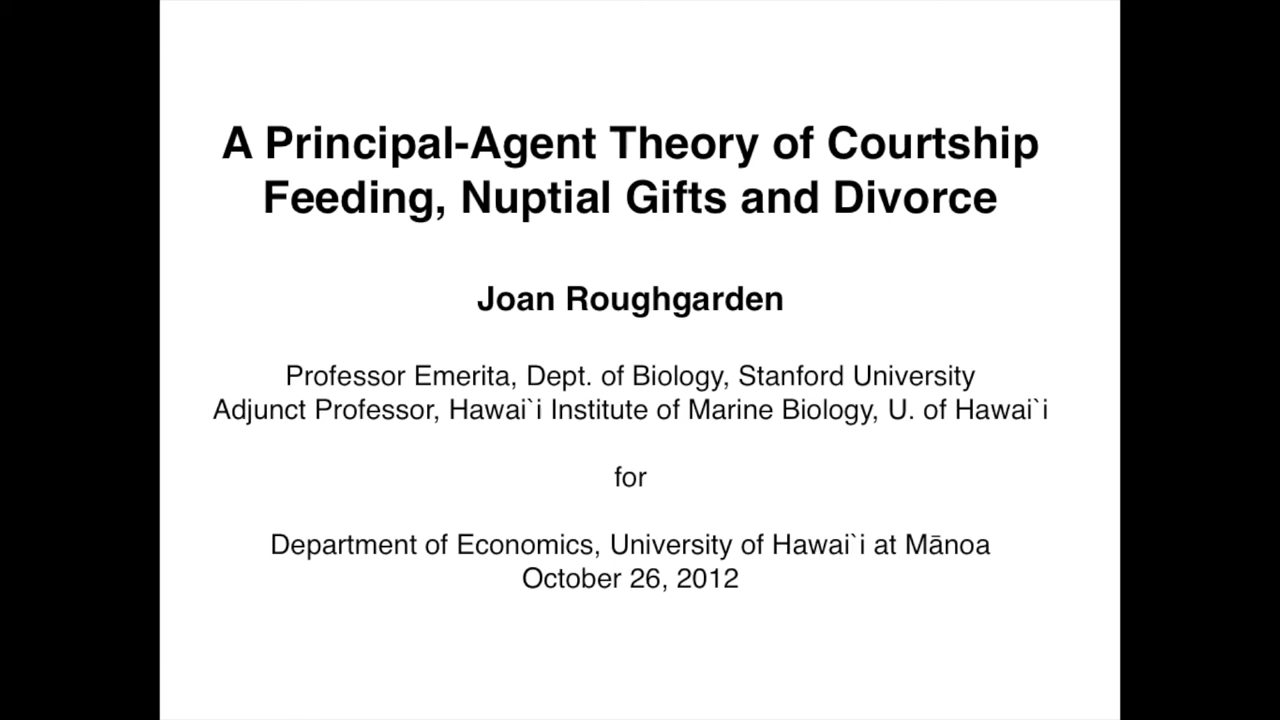 A Principal-Agent Theory of Courtship
Feeding, Nuptial Gifts and Divorce
Joan Roughgarden
Professor Emerita, Dept. of Biology, Stanford University
Adjunct Professor, Hawai`i Institute of Marine Biology, U. of Hawai`i
for
Department of Economics, University of Hawai`i at Mānoa
October 26, 2012